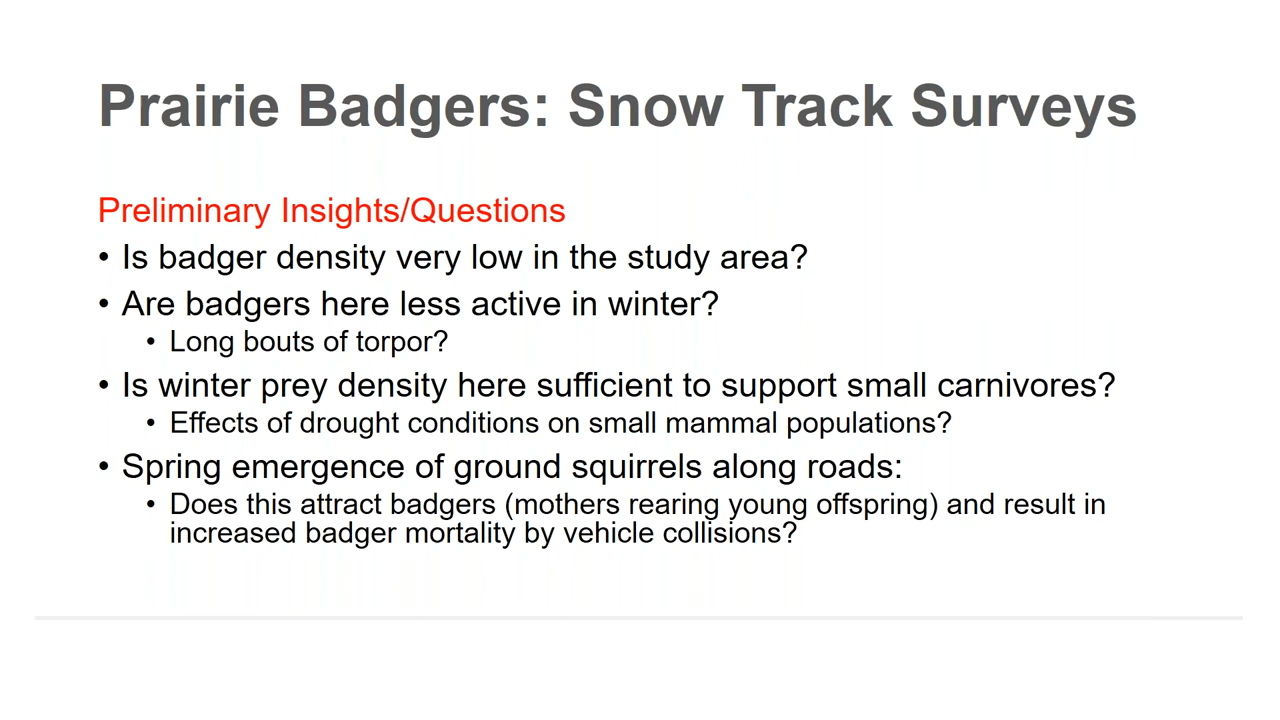 Prairie Badgers: Snow Track Surveys
Preliminary Insights/Questions
• Is badger density very low in the study area?
• Are badgers here less active in winter?
• Long bouts of torpor?
• Is winter prey density here sufficient to support small carnivores?
• Effects of drought conditions on small mammal populations?
• Spring emergence of ground squirrels along roads:
• Does this attract badgers (mothers rearing young offspring) and result in
increased badger mortality by vehicle collisions?